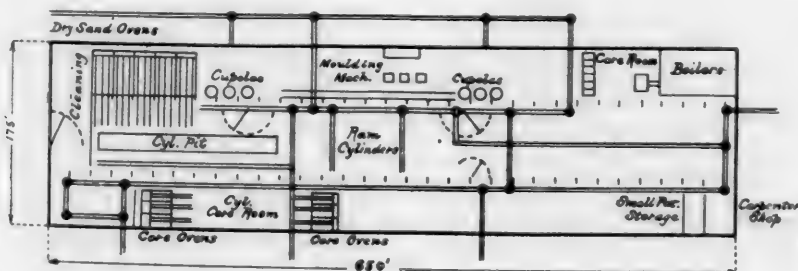 Dry Sand Ovens
Moulding
Mach.
Core Room
Boilers
Cupolas
Cupolas
Cleaning
175'
Ram
Cylinders
Cyl. Pit
Cyl.
Core Room
Small Pat.
Storage
Carpenter
Shop
Core Ovens
Core Ovens
650'